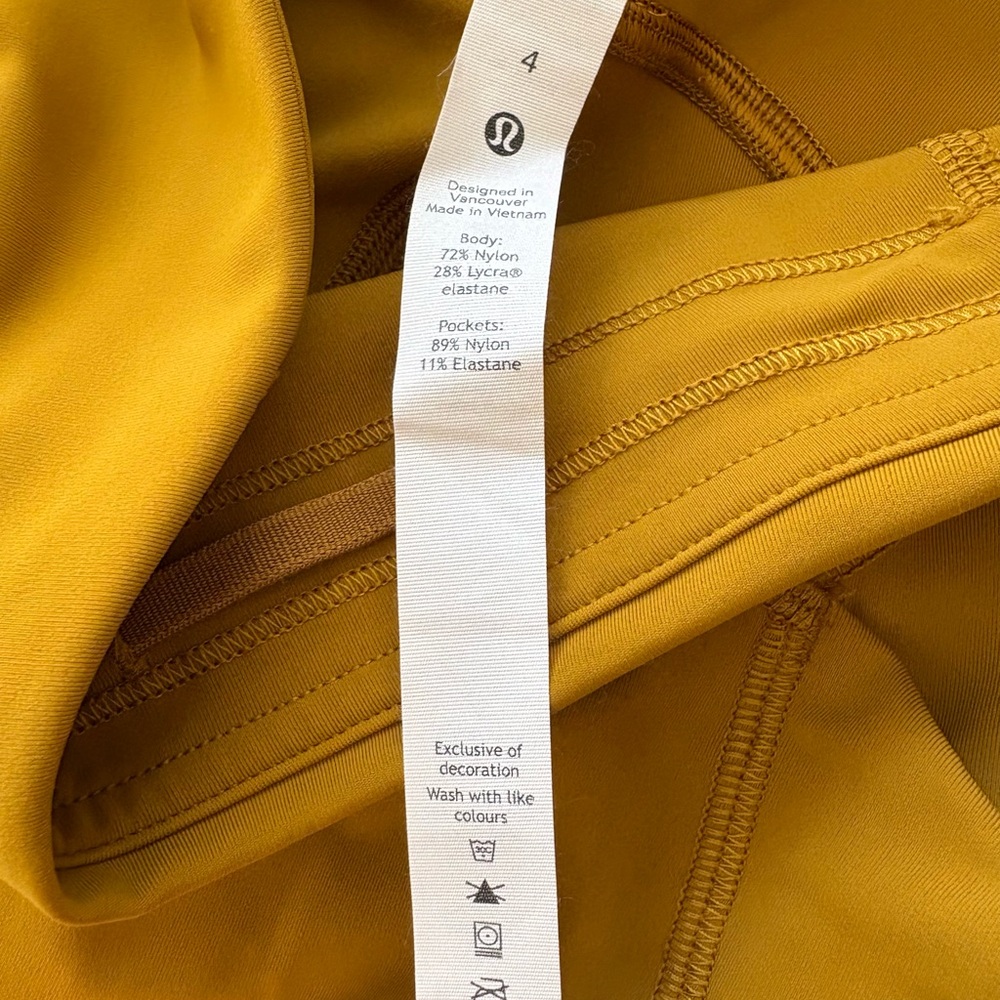 4
Designed in
Vancouver
Made in Vietnam
Body:
72% Nylon
28% Lycra®
elastane
Pockets:
89% Nylon
11% Elastane
Exclusive of
decoration
Wash with like
colours
30C